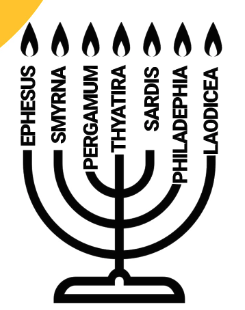 EPHESUS
SMYRNA
PERGAMUM
THYATIRA
SARDIS
PHILADEPHIA
LAODICEA